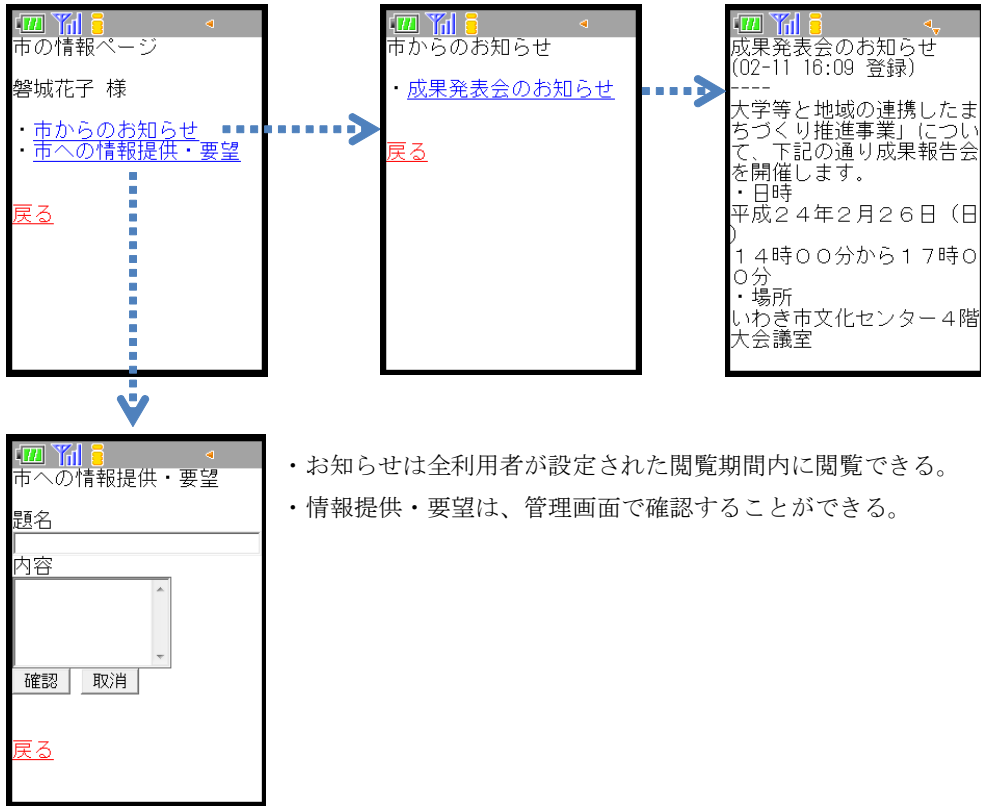 市の情報ページ
磐城花子 様
・市からのお知らせ
・市への情報提供・要望
戻る
市からのお知らせ
・成果発表会のお知らせ
戻る
成果発表会のお知らせ
(02-11 16:09 登録)
----
大学等と地域の連携したま
ちづくり推進事業」につい
て、下記の通り成果報告会
を開催します。
・日時
平成２４年２月２６日（日
）
１４時００分から１７時０
０分
・場所
いわき市文化センター４階
大会議室
市への情報提供・要望
題名
内容
確認 取消
戻る
・お知らせは全利用者が設定された閲覧期間内に閲覧できる。
・情報提供・要望は、管理画面で確認することができる。